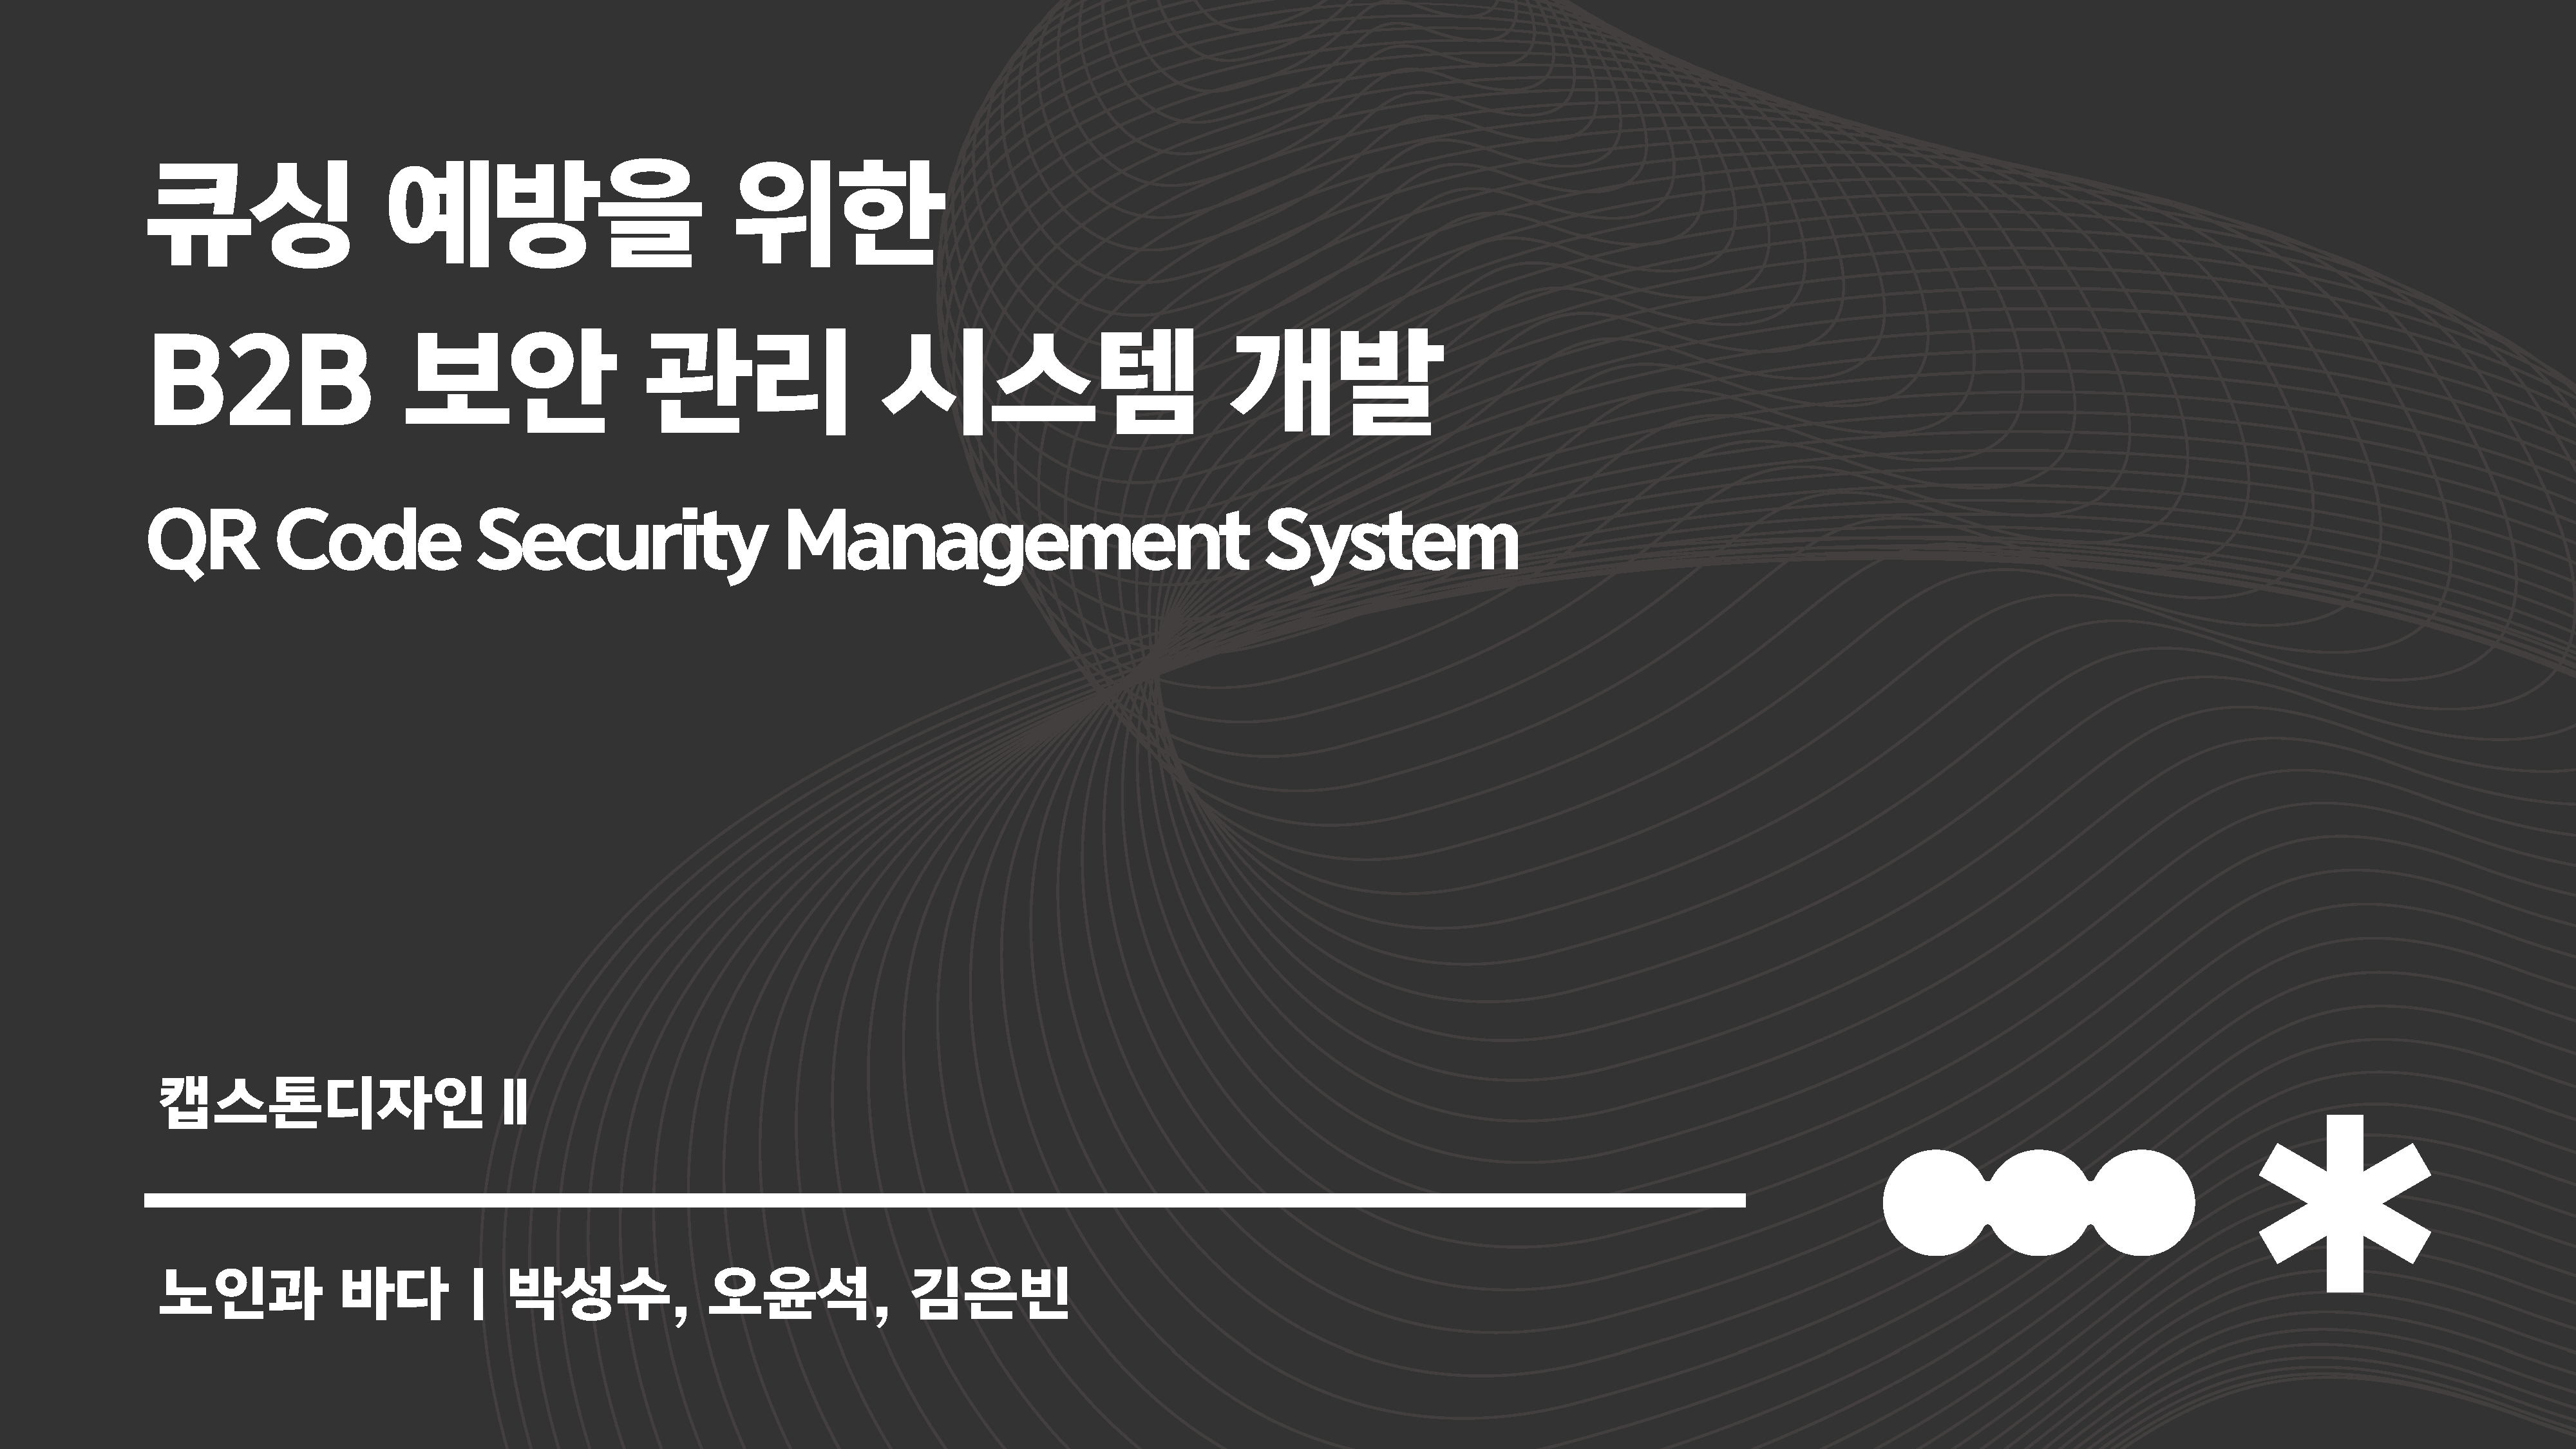 큐싱 예방을 위한
B2B 보안 관리 시스템 개발
QR Code Security Management System
캡스톤디자인 II
노인과 바다 | 박성수, 오윤석, 김은빈